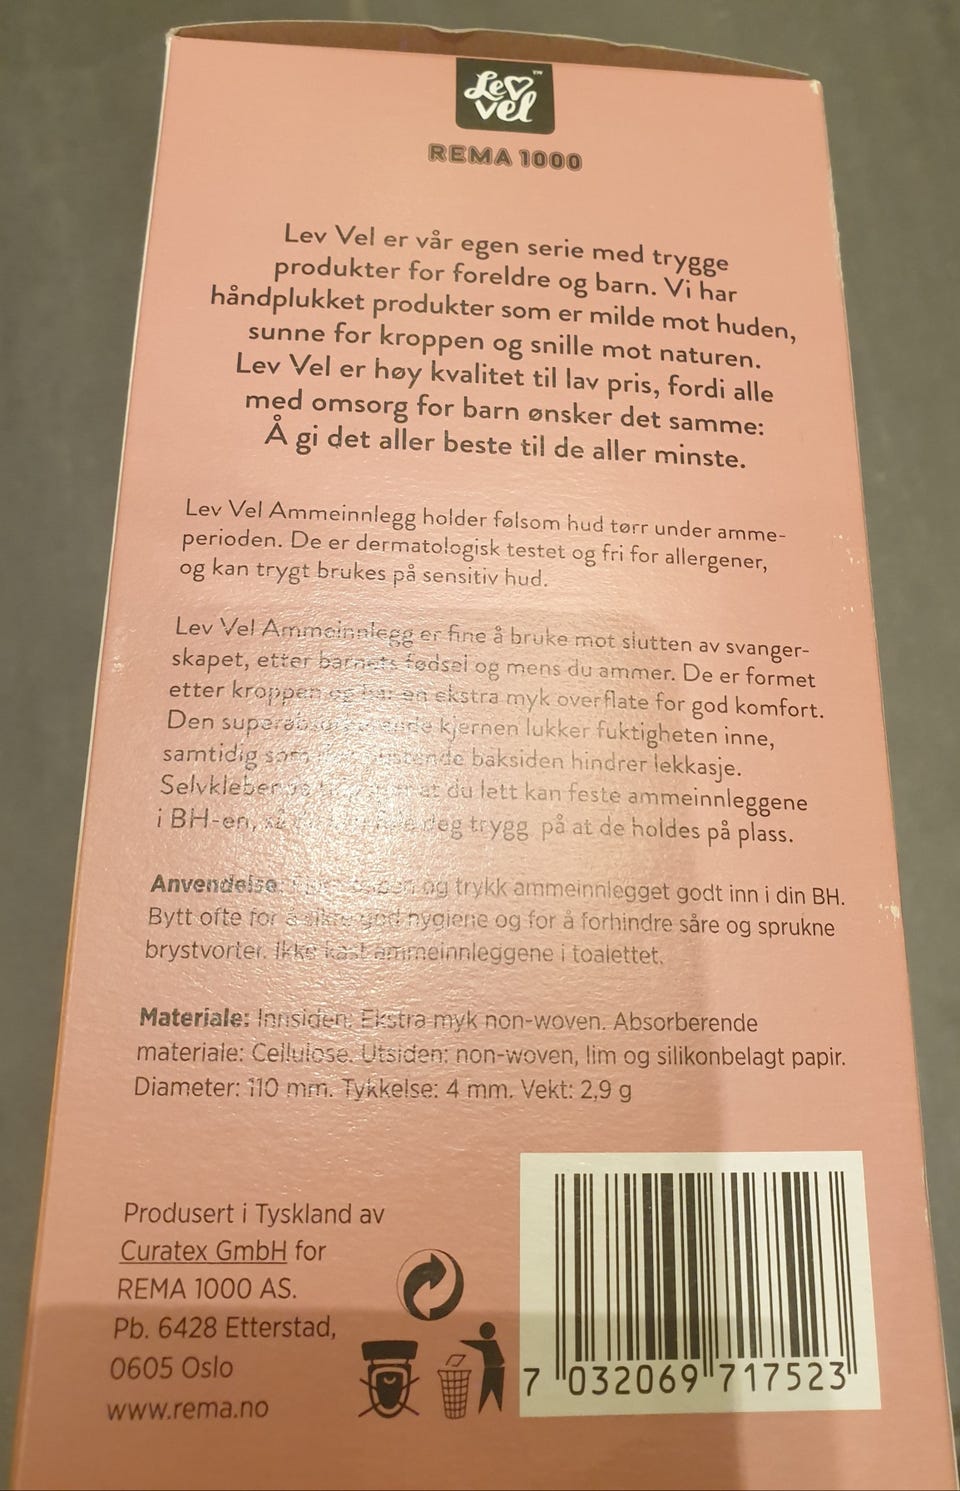 Lev
vel™
REMA 1000
Lev Vel er vår egen serie med trygge
produkter for foreldre og barn. Vi har
håndplukket produkter som er milde mot huden,
sunne for kroppen og snille mot naturen.
Lev Vel er høy kvalitet til lav pris, fordi alle
med omsorg for barn ønsker det samme:
Å gi det aller beste til de aller minste.
Lev Vel Ammeinnlegg holder følsom hud tørr under amme-
perioden. De er dermatologisk testet og fri for allergener,
og kan trygt brukes på sensitiv hud.
Lev Vel Ammeinnlegg er fine å bruke mot slutten av svanger-
skapet, etter barnets fødsel og mens du ammer. De er formet
etter kroppen og har en ekstra myk overflate for god komfort.
Den superabsorberende kjernen lukker fuktigheten inne,
samtidig som baksiden hindrer lekkasje.
at du lett kan feste ammeinnleggene
i BH-en, så deg trygg på at de holdes på plass.
Anvendelse: og trykk ammeinnlegget godt inn i din BH.
Bytt ofte for å sikre god hygiene og for å forhindre såre og sprukne
brystvorter. Ikke kast ammeinnleggene i toalettet.
Materiale: Innsiden: Ekstra myk non-woven. Absorberende
materiale: Cellulose. Utsiden: non-woven, lim og silikonbelagt papir.
Diameter: 110 mm. Tykkelse: 4 mm. Vekt: 2,9 g
Produsert i Tyskland av
Curatex GmbH for
REMA 1000 AS.
Pb. 6428 Etterstad,
0605 Oslo
www.rema.no
7 032069 717523